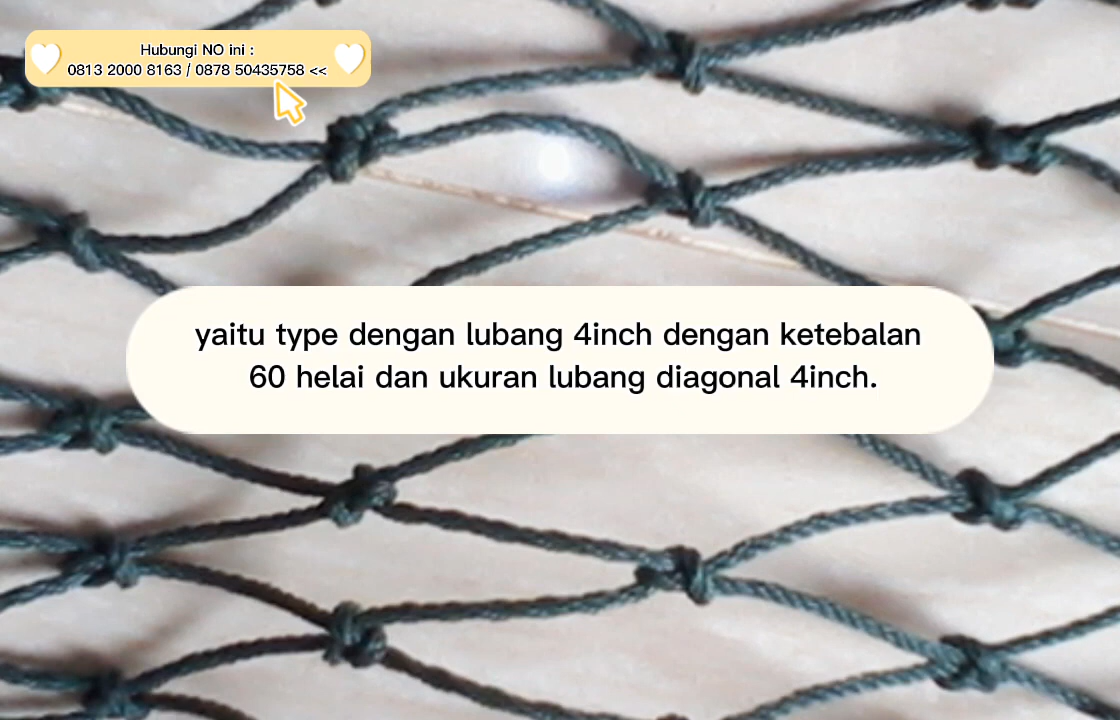 Hubungi NO ini :
0813 2000 8163 / 0878 50435758 <<
yaitu type dengan lubang 4inch dengan ketebalan
60 helai dan ukuran lubang diagonal 4inch.